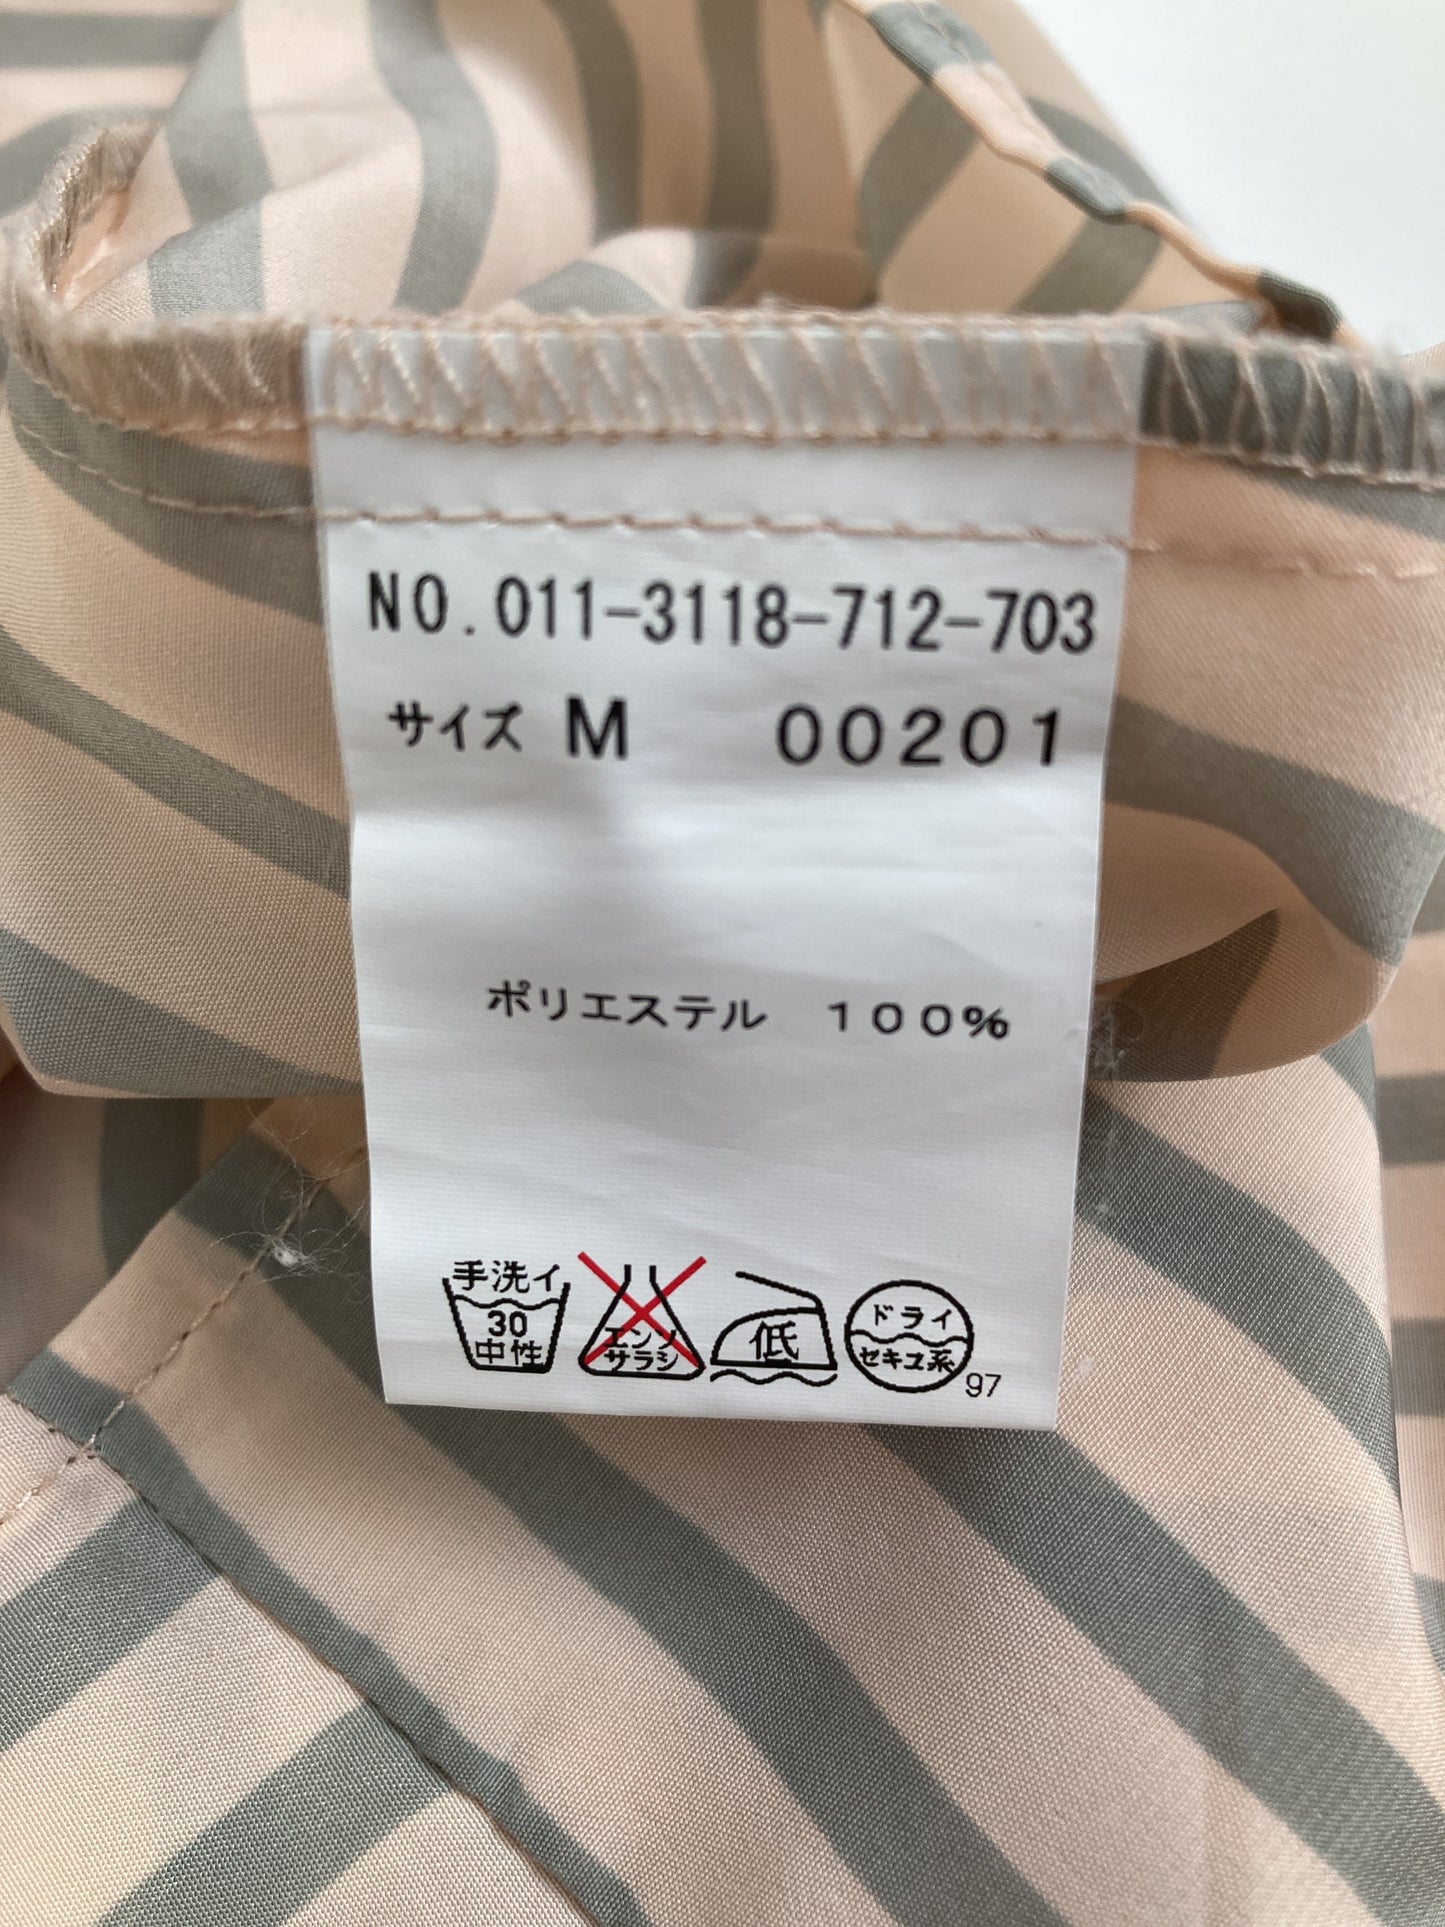 NO.011-3118-712-703
サイズ M 00201
ポリエステル 100%
手洗イ
30
中性
エンソ
サラシ
低
ドライ
セキユ系
97